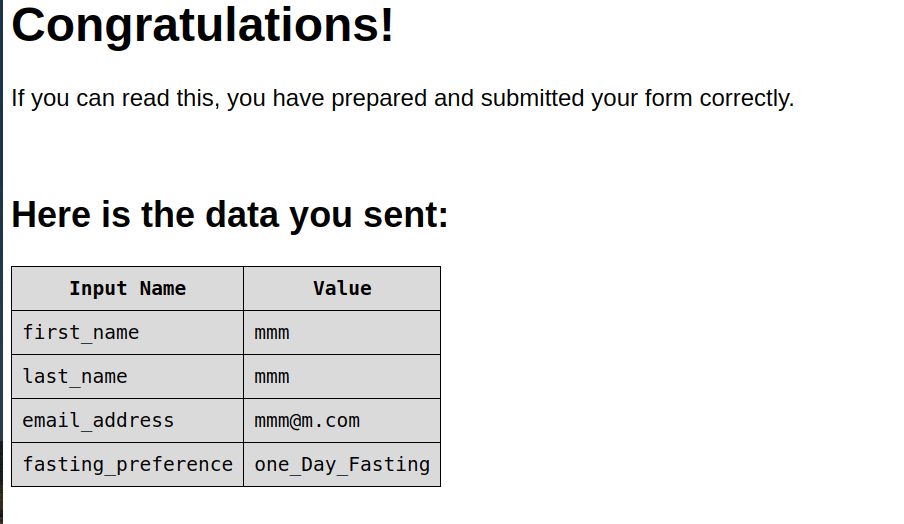 Congratulations!
If you can read this, you have prepared and submitted your form correctly.
Here is the data you sent:
Input Name Value
first_name mmm
last_name mmm
email_address mmm@m.com
fasting_preference one_Day_Fasting